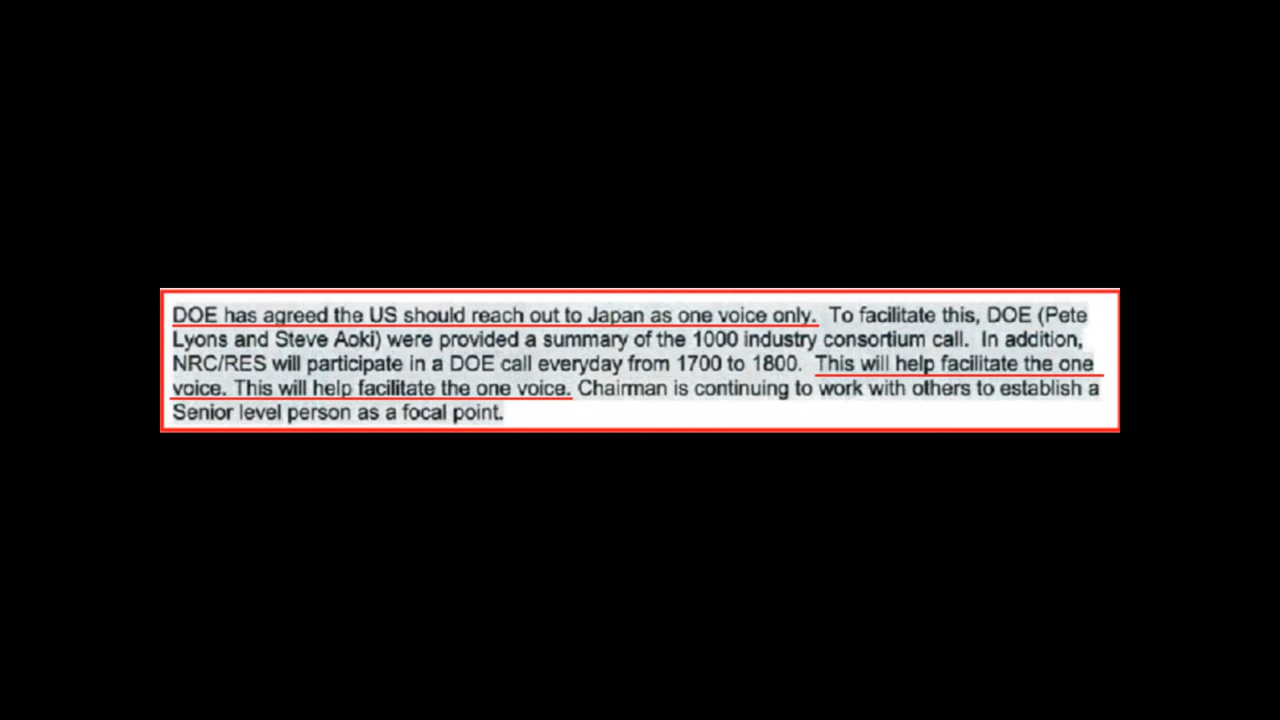 DOE has agreed the US should reach out to Japan as one voice only. To facilitate this, DOE (Pete
Lyons and Steve Aoki) were provided a summary of the 1000 industry consortium call. In addition,
NRC/RES will participate in a DOE call everyday from 1700 to 1800. This will help facilitate the one
voice. This will help facilitate the one voice. Chairman is continuing to work with others to establish a
Senior level person as a focal point.